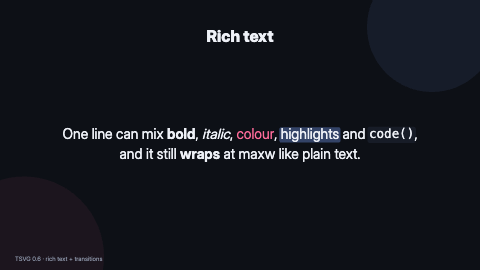 Rich text
One line can mix bold, italic, colour, highlights and code(),
and it still wraps at maxw like plain text.
TSVG 0.6 · rich text + transitions